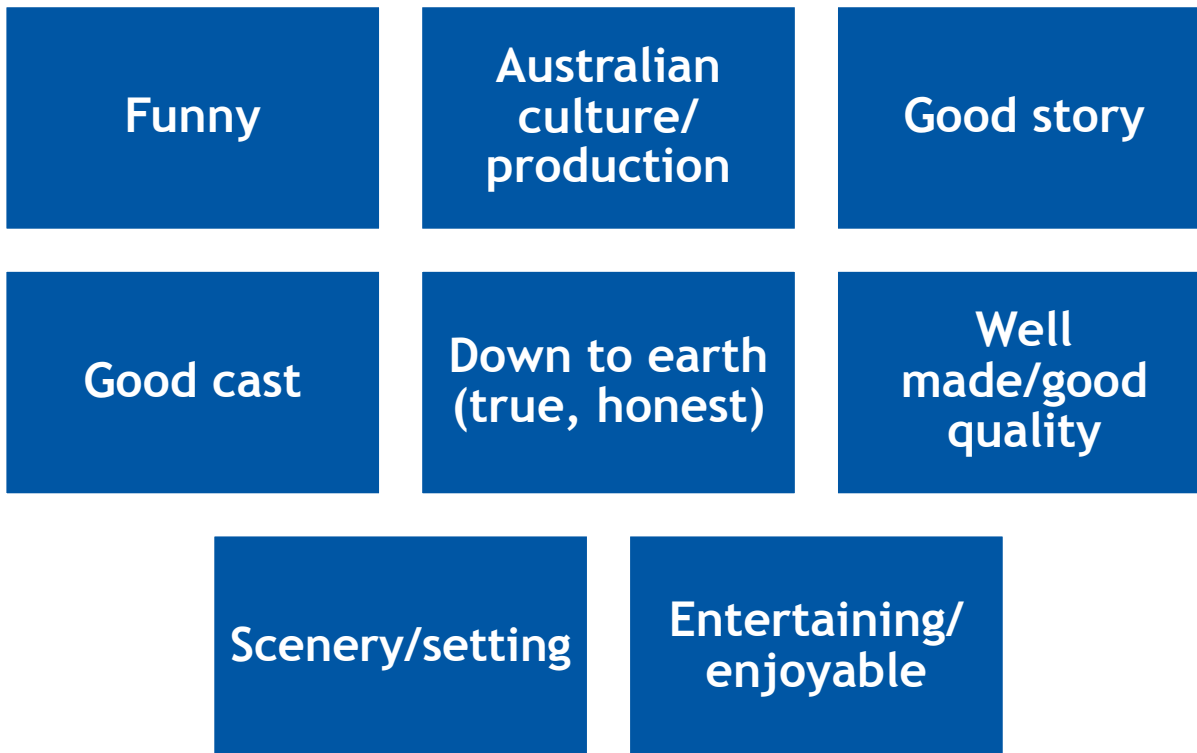 Funny
Australian
culture/
production
Good story
Good cast
Down to earth
(true, honest)
Well
made/good
quality
Scenery/setting
Entertaining/
enjoyable